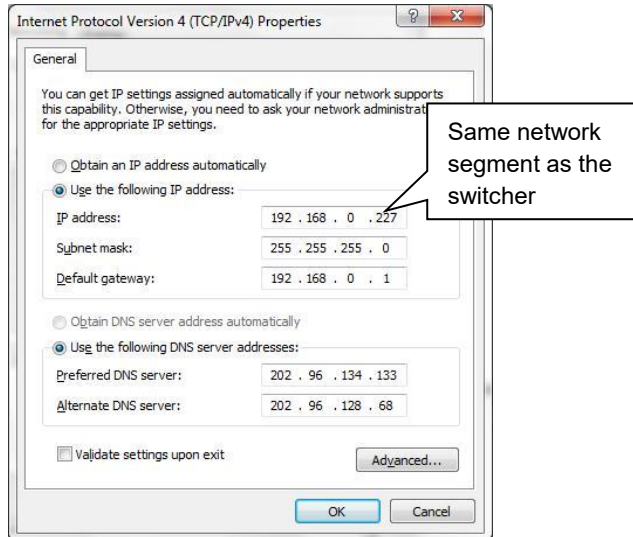 Internet Protocol Version 4 (TCP/IPv4) Properties
General
You can get IP settings assigned automatically if your network supports
this capability. Otherwise, you need to ask your network administrat
for the appropriate IP settings.
Same network
segment as the
switcher
Obtain an IP address automatically
Use the following IP address:
IP address: 192 . 168 . 0 . 227
Subnet mask: 255 . 255 . 255 . 0
Default gateway: 192 . 168 . 0 . 1
Obtain DNS server address automatically
Use the following DNS server addresses:
Preferred DNS server: 202 . 96 . 134 . 133
Alternate DNS server: 202 . 96 . 128 . 68
Validate settings upon exit
Advanced...
OK Cancel